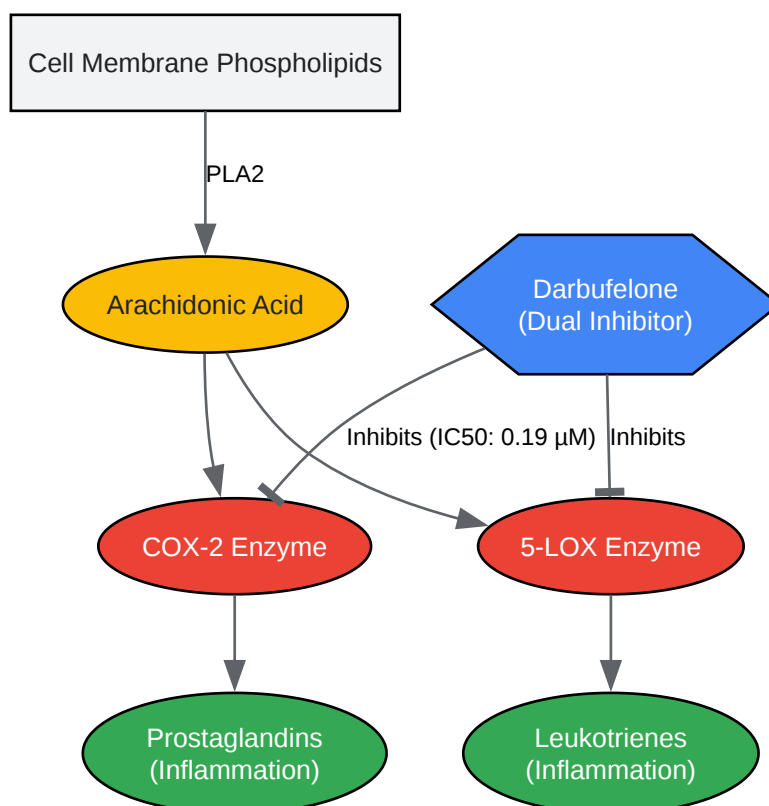 Cell Membrane Phospholipids
PLA2
Arachidonic Acid
Darbufelone
(Dual Inhibitor)
Inhibits (IC50: 0.19 µM)
Inhibits
COX-2 Enzyme
5-LOX Enzyme
Prostaglandins
(Inflammation)
Leukotrienes
(Inflammation)